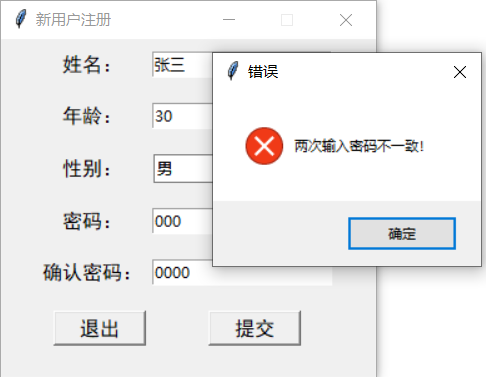 新用户注册
姓名： 张三
年龄： 30
性别： 男
密码： 000
确认密码： 0000
退出 提交
错误
两次输入密码不一致!
确定